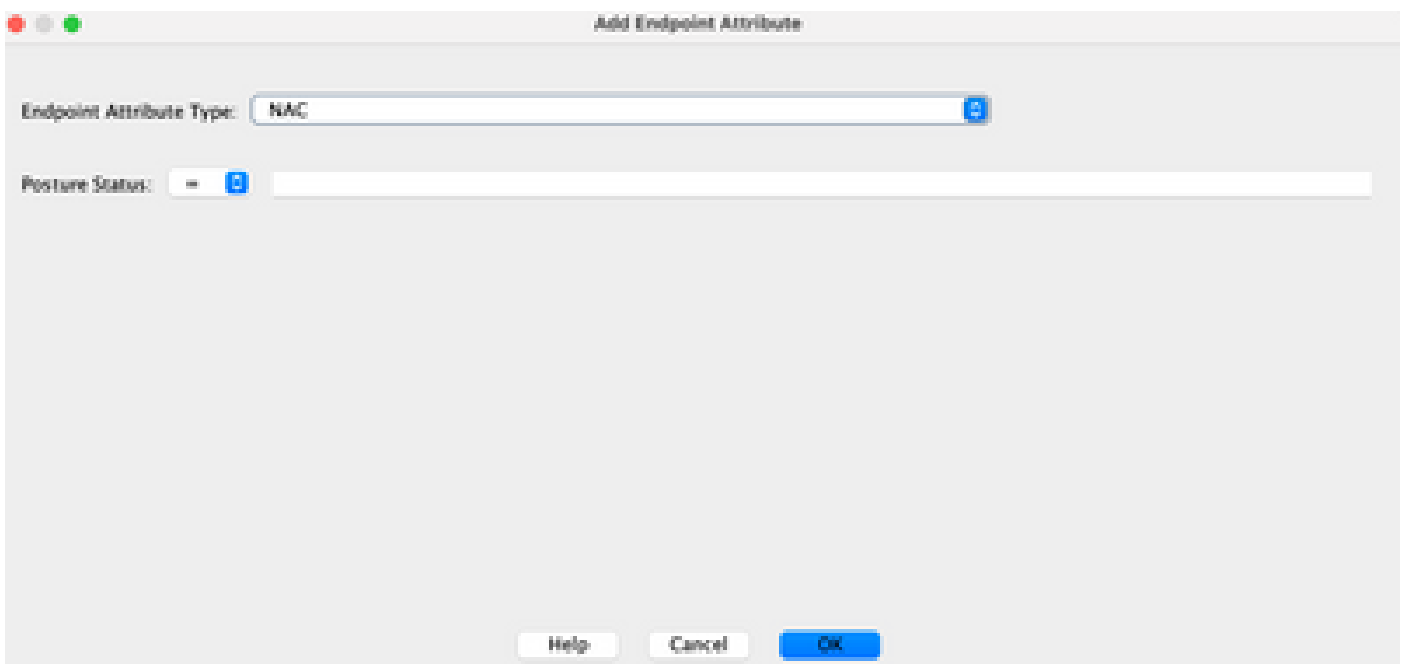 Add Endpoint Attribute
Endpoint Attribute Type: NAC
Posture Status: =
Help Cancel OK